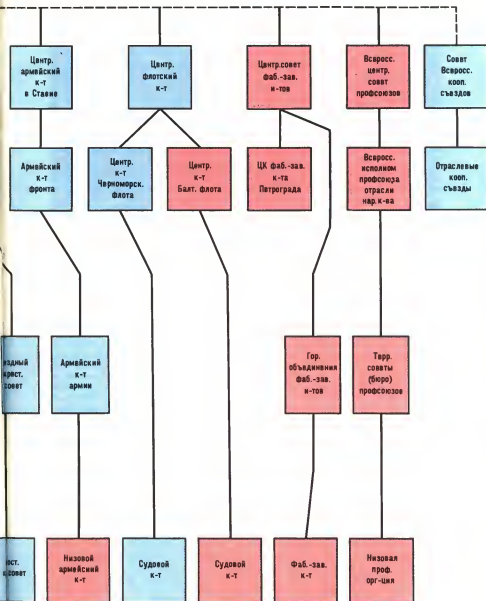 Центр.
армейский
к-т
в Ставке
Центр.
флотский
к-т
Центр.совет
фаб.-зав.
к-тов
Всеросс.
центр.
совет
профсоюзов
Совет
Всеросс.
кооп.
съездов
Армейский
к-т
фронта
Центр.
к-т
Черноморск.
флота
Центр.
к-т
Балт. флота
ЦК фаб.-зав.
к-та
Петрограда
Всеросс.
исполком
профсоюза
отрасли
нар.х-ва
Отраслевые
кооп.
съезды
крест.
совет
Армейский
к-т
армии
Гор.
объединения
фаб.-зав.
к-тов
Терр.
советы
(бюро)
профсоюзов
совет
Низовой
армейский
к-т
Судовой
к-т
Судовой
к-т
Фаб.-зав.
к-т
Низовая
проф.
орг-ция